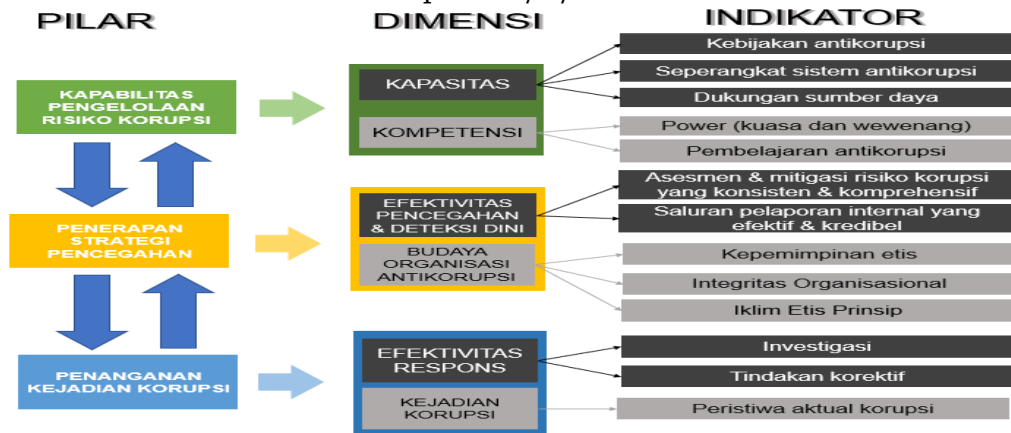 PILAR
DIMENSI
INDIKATOR
KAPABILITAS
PENGELOLAAN
RISIKO KORUPSI
KAPASITAS
KOMPETENSI
Kebijakan antikorupsi
Seperangkat sistem antikorupsi
Dukungan sumber daya
Power (kuasa dan wewenang)
Pembelajaran antikorupsi
PENERAPAN
STRATEGI
PENCEGAHAN
EFEKTIVITAS
PENCEGAHAN
& DETEKSI DINI
BUDAYA
ORGANISASI
ANTIKORUPSI
Asesmen & mitigasi risiko korupsi
yang konsisten & komprehensif
Saluran pelaporan internal yang
efektif & kredibel
Kepemimpinan etis
Integritas Organisasional
Iklim Etis Prinsip
PENANGANAN
KEJADIAN KORUPSI
EFEKTIVITAS
RESPONS
KEJADIAN
KORUPSI
Investigasi
Tindakan korektif
Peristiwa aktual korupsi